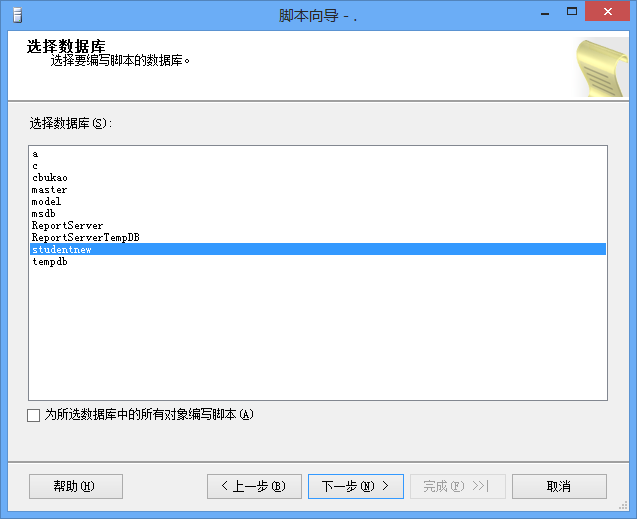 脚本向导 - .
选择数据库
选择要编写脚本的数据库。
选择数据库(S):
a
c
cbukao
master
model
msdb
ReportServer
ReportServerTempDB
studentnew
tempdb
为所选数据库中的所有对象编写脚本(A)
帮助(H)
< 上一步(B)
下一步(N) >
完成(F) >>|
取消